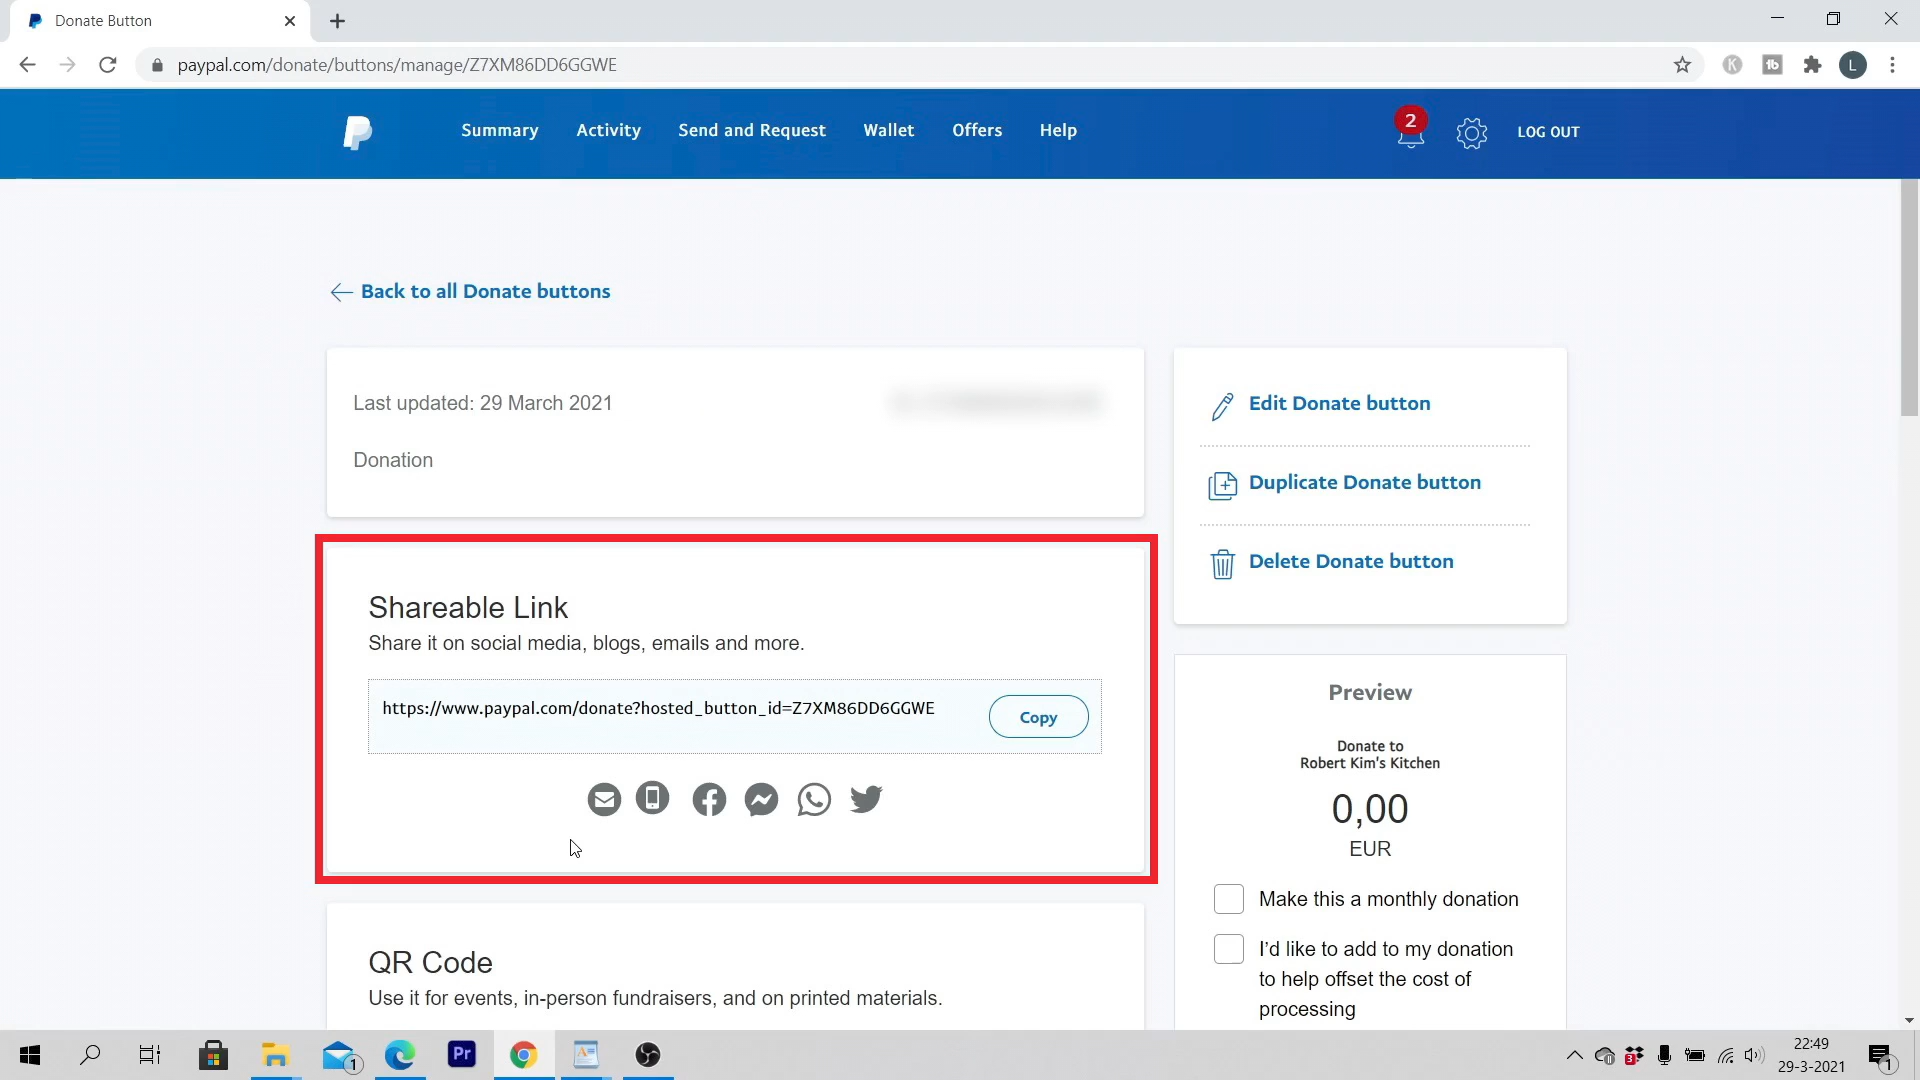 Donate Button
paypal.com/donate/buttons/manage/Z7XM86DD6GGWE
K
tb
L
Summary
Activity
Send and Request
Wallet
Offers
Help
2
LOG OUT
Back to all Donate buttons
Last updated: 29 March 2021
Donation
Edit Donate button
Duplicate Donate button
Delete Donate button
Shareable Link
Share it on social media, blogs, emails and more.
https://www.paypal.com/donate?hosted_button_id=Z7XM86DD6GGWE
Copy
Preview
Donate to
Robert Kim's Kitchen
0,00
EUR
Make this a monthly donation
I'd like to add to my donation
to help offset the cost of
processing
QR Code
Use it for events, in-person fundraisers, and on printed materials.
1
Pr
3
22:49
29-3-2021
1